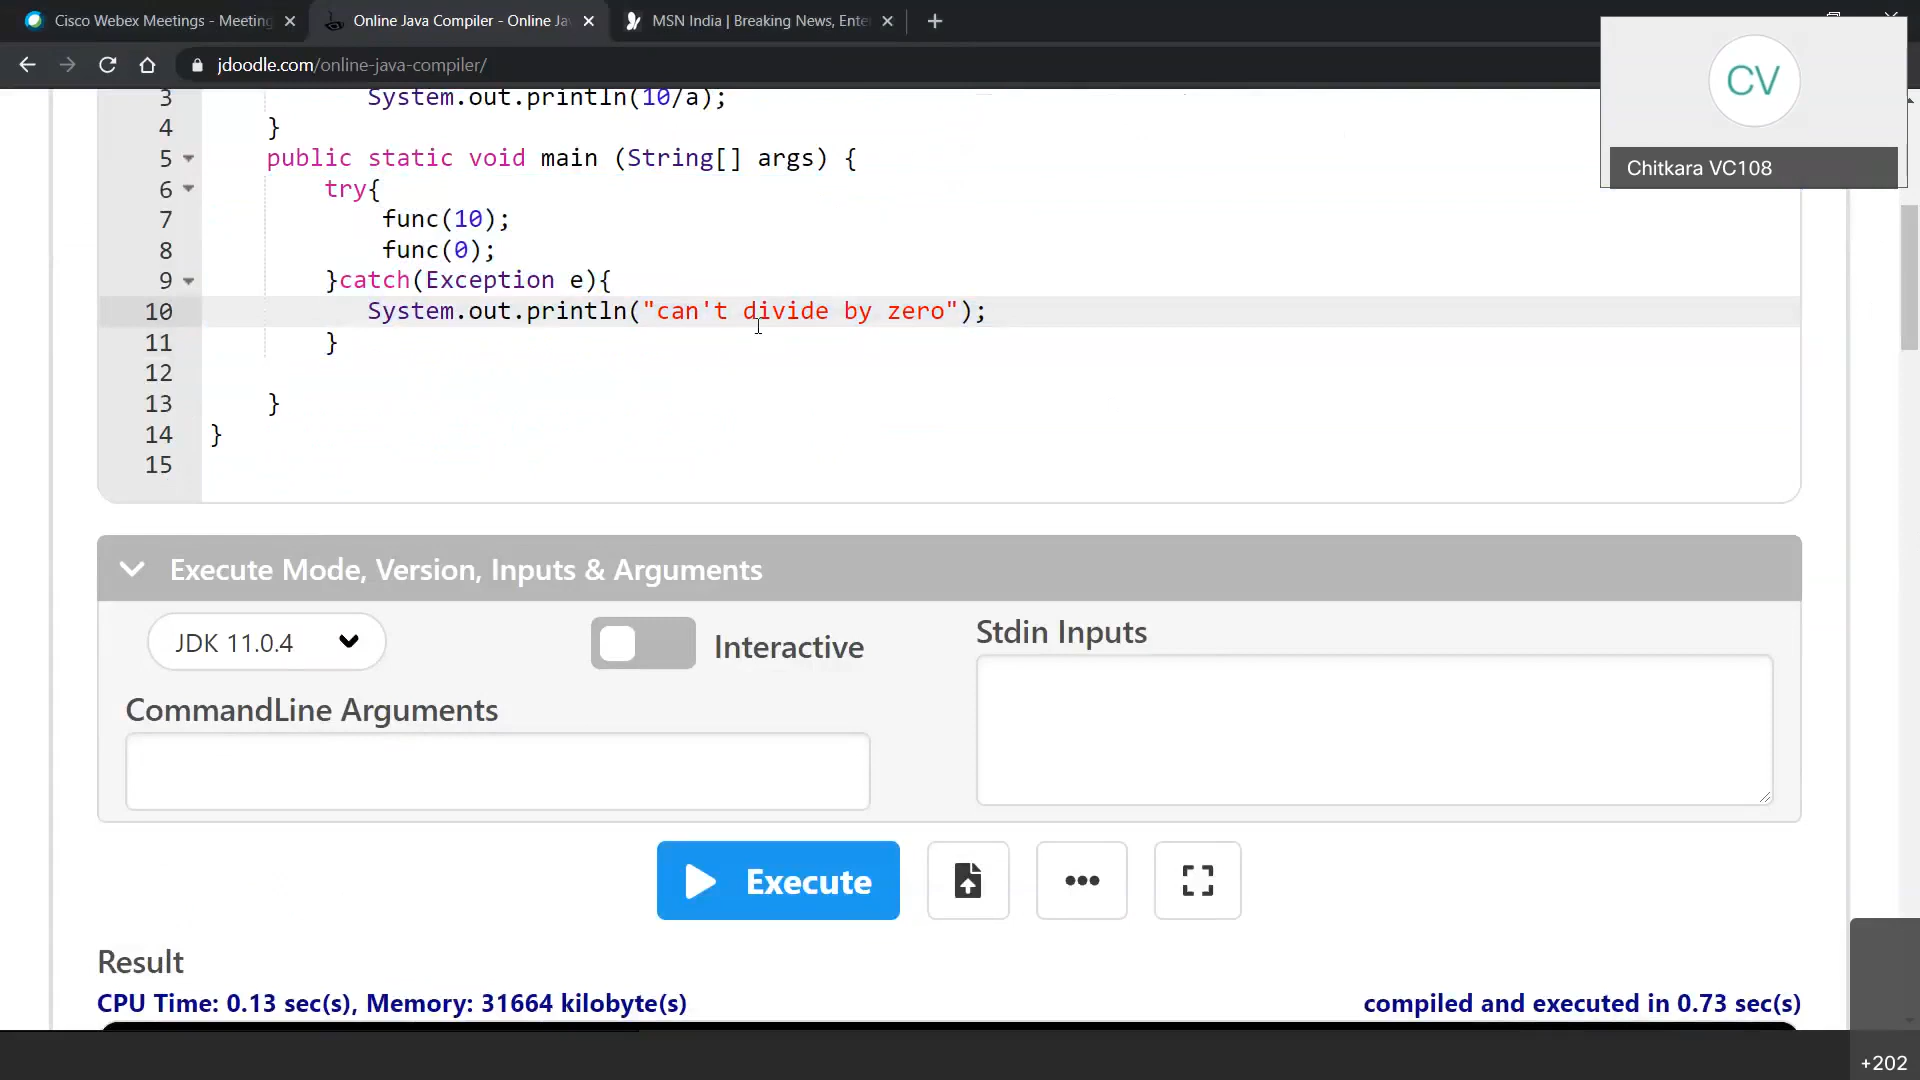 Cisco Webex Meetings - Meeting
Online Java Compiler - Online Ja
MSN India | Breaking News, Ente
jdoodle.com/online-java-compiler/
CV
Chitkara VC108
3 System.out.println(10/a);
4 }
5 public static void main (String[] args) {
6 try{
7 func(10);
8 func(0);
9 }catch(Exception e){
10 System.out.println("can't divide by zero");
11 }
12
13 }
14 }
15
Execute Mode, Version, Inputs & Arguments
JDK 11.0.4
Interactive
Stdin Inputs
CommandLine Arguments
Execute
Result
CPU Time: 0.13 sec(s), Memory: 31664 kilobyte(s)
compiled and executed in 0.73 sec(s)
+202